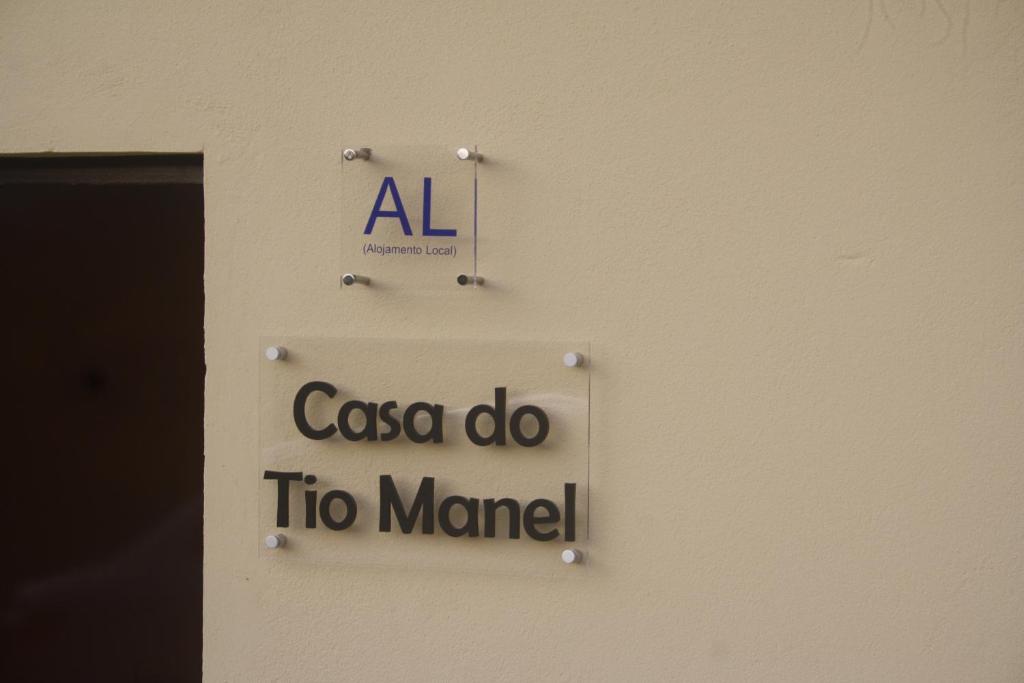 AL
(Alojamento Local)
Casa do
Tio Manel